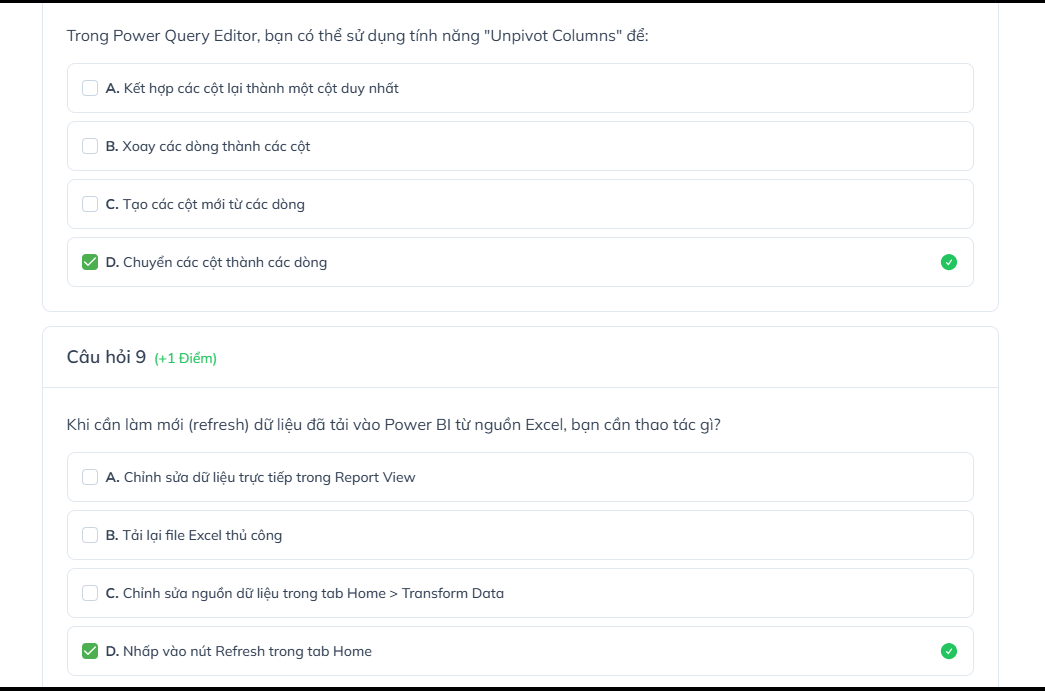 Trong Power Query Editor, bạn có thể sử dụng tính năng "Unpivot Columns" để:
A. Kết hợp các cột lại thành một cột duy nhất
B. Xoay các dòng thành các cột
C. Tạo các cột mới từ các dòng
D. Chuyển các cột thành các dòng
Câu hỏi 9 (+1 Điểm)
Khi cần làm mới (refresh) dữ liệu đã tải vào Power BI từ nguồn Excel, bạn cần thao tác gì?
A. Chỉnh sửa dữ liệu trực tiếp trong Report View
B. Tải lại file Excel thủ công
C. Chỉnh sửa nguồn dữ liệu trong tab Home > Transform Data
D. Nhấp vào nút Refresh trong tab Home